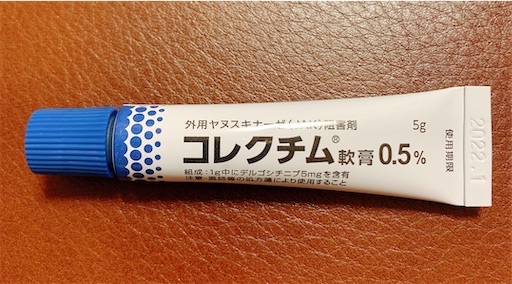 外用ヤヌスキナーゼ(JAK)阻害剤
5g
コレクチム®軟膏0.5%
組成:1g中にデルゴシチニブ5mgを含有
注意-医師等の処方箋により使用すること
使用期限
2022.1